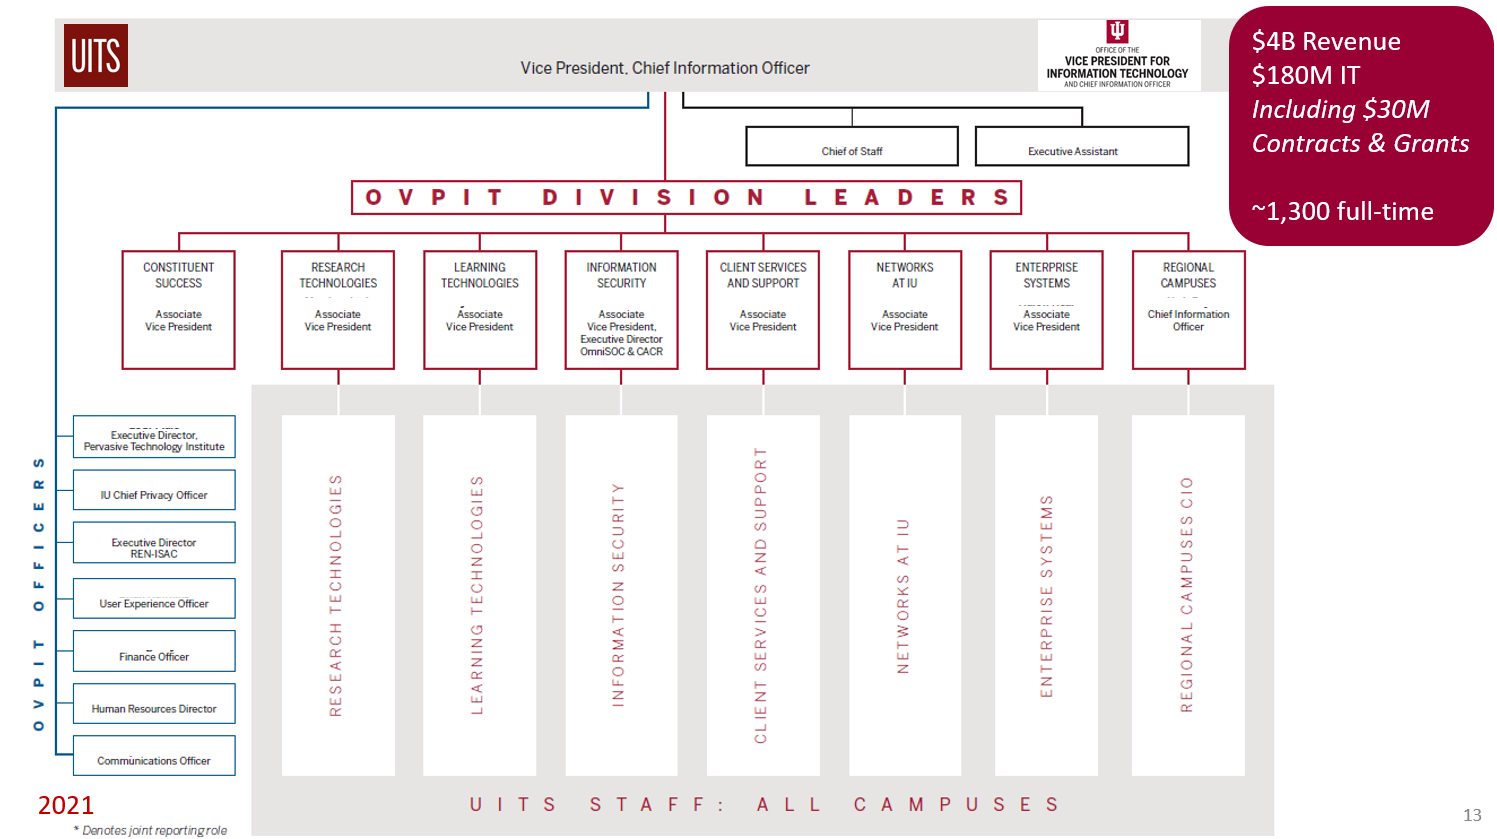 UITS
Vice President, Chief Information Officer
OFFICE OF THE
VICE PRESIDENT FOR
INFORMATION TECHNOLOGY
AND CHIEF INFORMATION OFFICER
$4B Revenue
$180M IT
Including $30M
Contracts & Grants
~1,300 full-time
Chief of Staff
Executive Assistant
OVPIT DIVISION LEADERS
CONSTITUENT
SUCCESS
Associate
Vice President
RESEARCH
TECHNOLOGIES
Associate
Vice President
LEARNING
TECHNOLOGIES
Associate
Vice President
INFORMATION
SECURITY
Associate
Vice President,
Executive Director
OmniSOC & CACR
CLIENT SERVICES
AND SUPPORT
Associate
Vice President
NETWORKS
AT IU
Associate
Vice President
ENTERPRISE
SYSTEMS
Associate
Vice President
REGIONAL
CAMPUSES
Chief Information
Officer
OVPIT OFFICERS
Executive Director,
Pervasive Technology Institute
IU Chief Privacy Officer
Executive Director
REN-ISAC
User Experience Officer
Finance Officer
Human Resources Director
Communications Officer
RESEARCH TECHNOLOGIES
LEARNING TECHNOLOGIES
INFORMATION SECURITY
CLIENT SERVICES AND SUPPORT
NETWORKS AT IU
ENTERPRISE SYSTEMS
REGIONAL CAMPUSES CIO
UITS STAFF: ALL CAMPUSES
2021
* Denotes joint reporting role
13